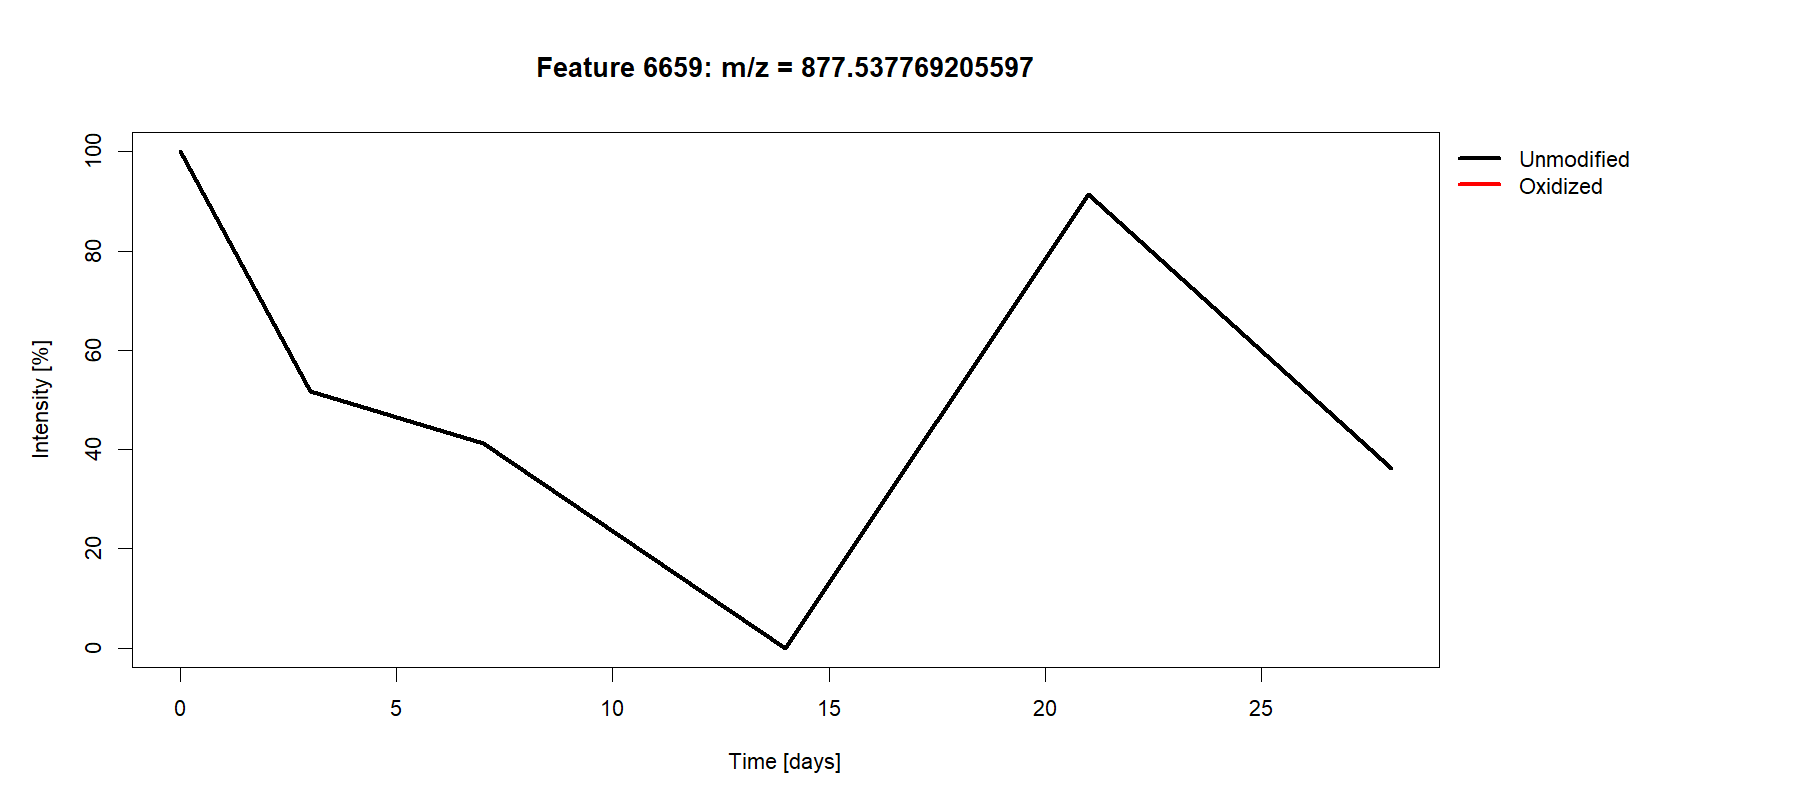 Feature 6659: m/z = 877.537769205597
Unmodified
Oxidized
Intensity [%]
100
80
60
40
20
0
0 5 10 15 20 25
Time [days]